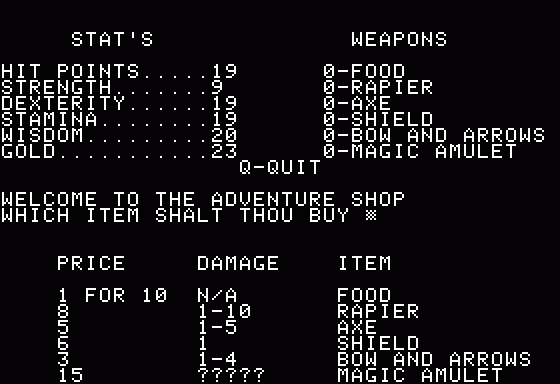 STAT'S WEAPONS
HIT POINTS.....19 0-FOOD
STRENGTH.......9 0-RAPIER
DEXTERITY......19 0-AXE
STAMINA........19 0-SHIELD
WISDOM.........20 0-BOW AND ARROWS
GOLD...........23 0-MAGIC AMULET
Q-QUIT
WELCOME TO THE ADVENTURE SHOP
WHICH ITEM SHALT THOU BUY
PRICE DAMAGE ITEM
1 FOR 10 N/A FOOD
8 1-10 RAPIER
5 1-5 AXE
6 1 SHIELD
3 1-4 BOW AND ARROWS
15 ????? MAGIC AMULET